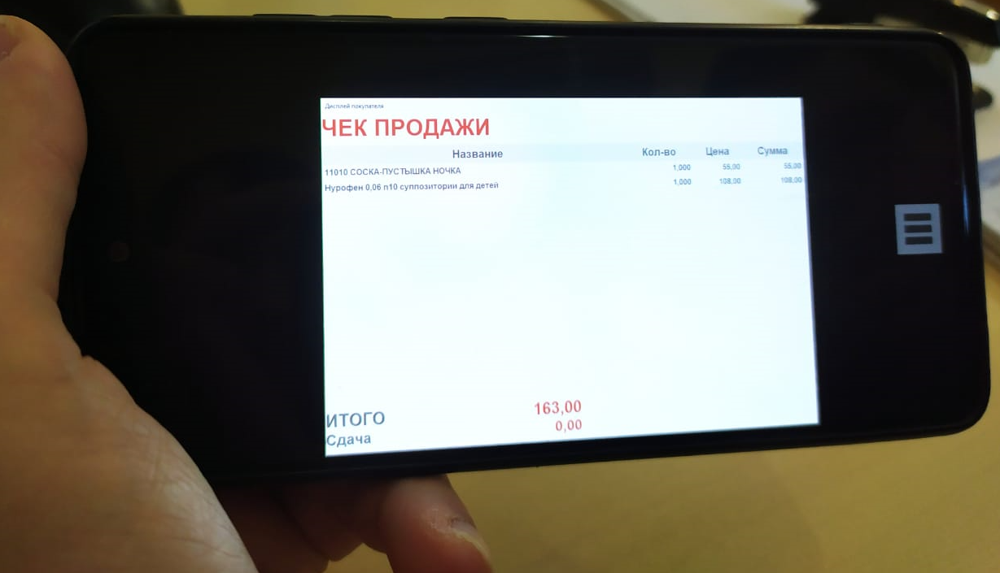 Дисплей покупателя
ЧЕК ПРОДАЖИ
Название Кол-во Цена Сумма
11010 СОСКА-ПУСТЫШКА НОЧКА 1,000 55,00 55,00
Нурофен 0,06 n10 суппозитории для детей 1,000 108,00 108,00
ИТОГО 163,00
Сдача 0,00